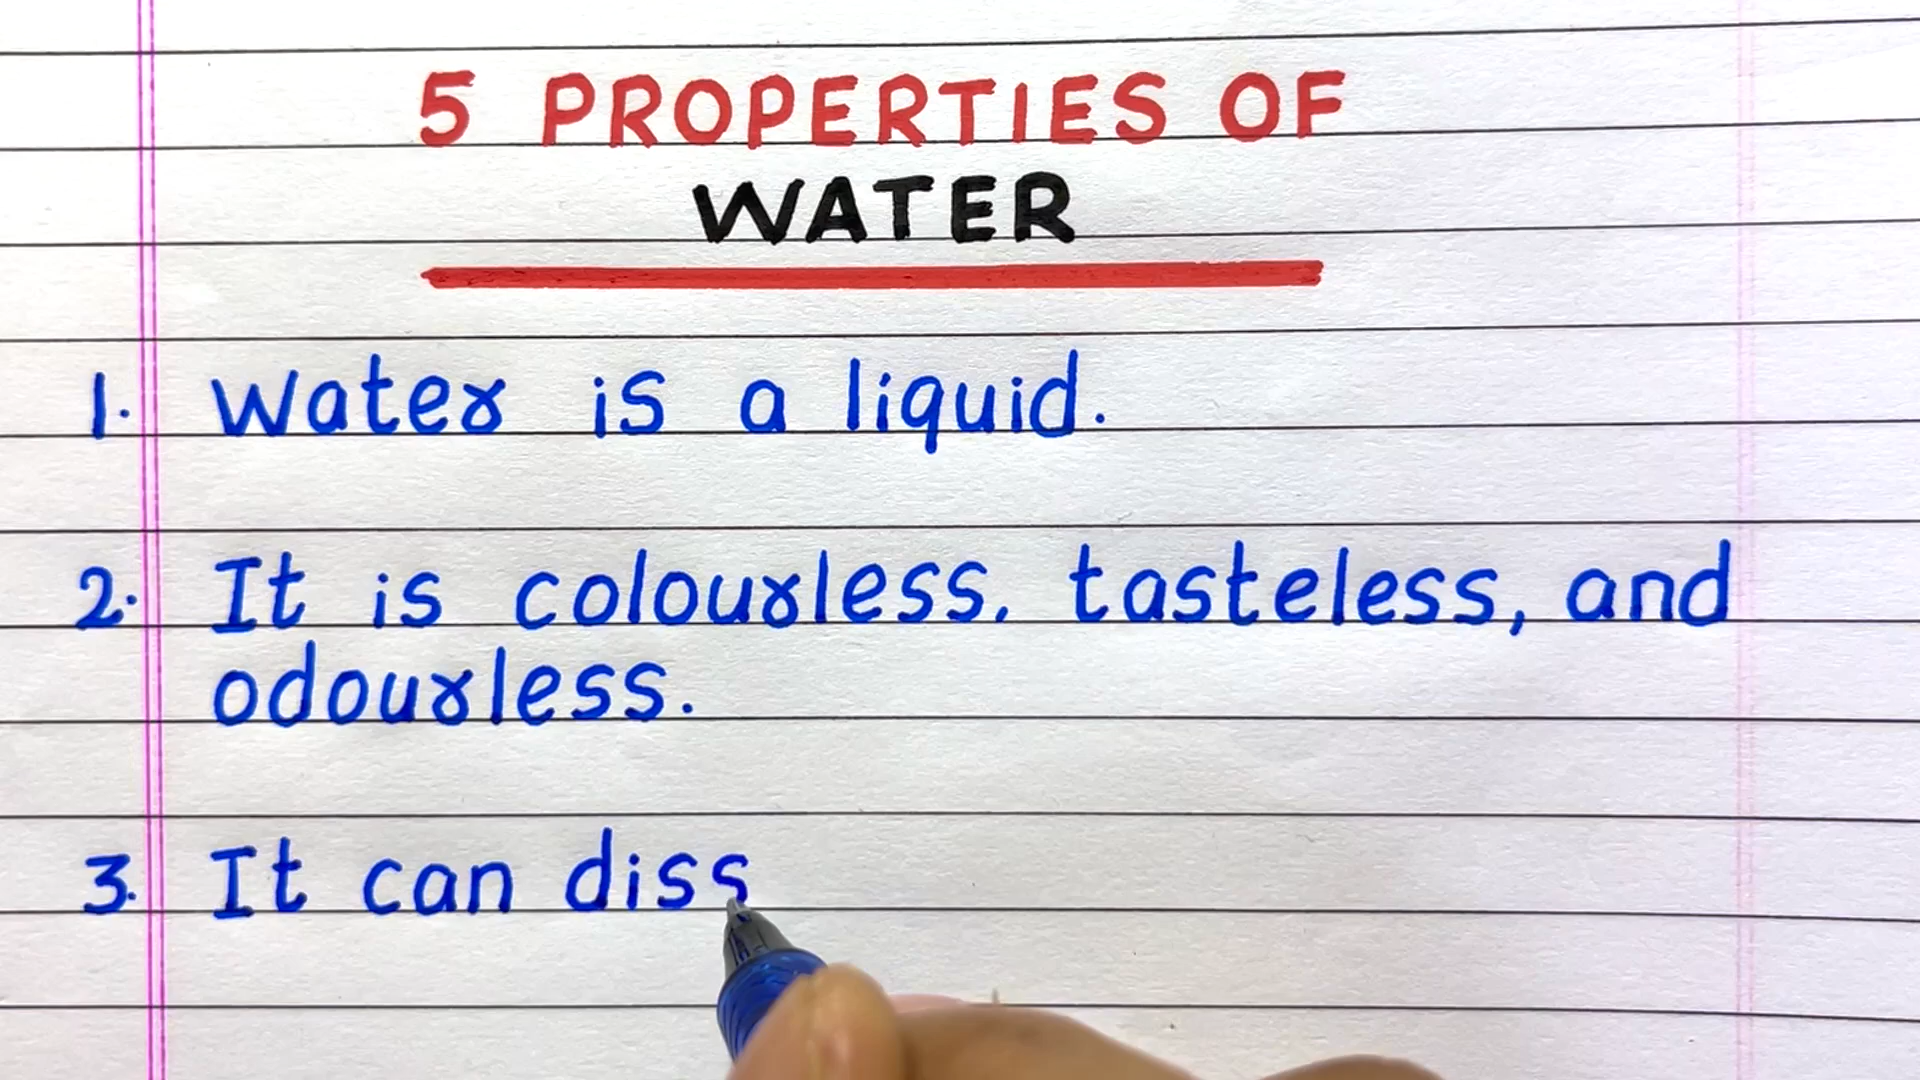 5 PROPERTIES OF
WATER
1. Water is a liquid.
2. It is colourless, tasteless, and
odourless.
3. It can diss